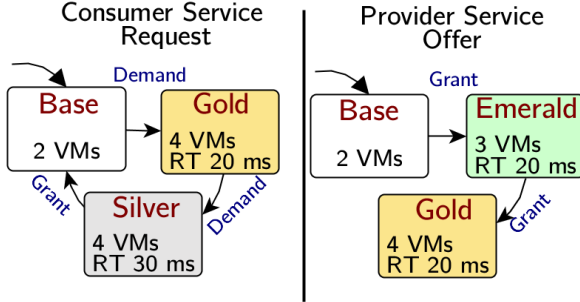 Consumer Service
Request
Demand
Base
2 VMs
Gold
4 VMs
RT 20 ms
Grant
Demand
Silver
4 VMs
RT 30 ms
Provider Service
Offer
Grant
Base
2 VMs
Emerald
3 VMs
RT 20 ms
Grant
Gold
4 VMs
RT 20 ms